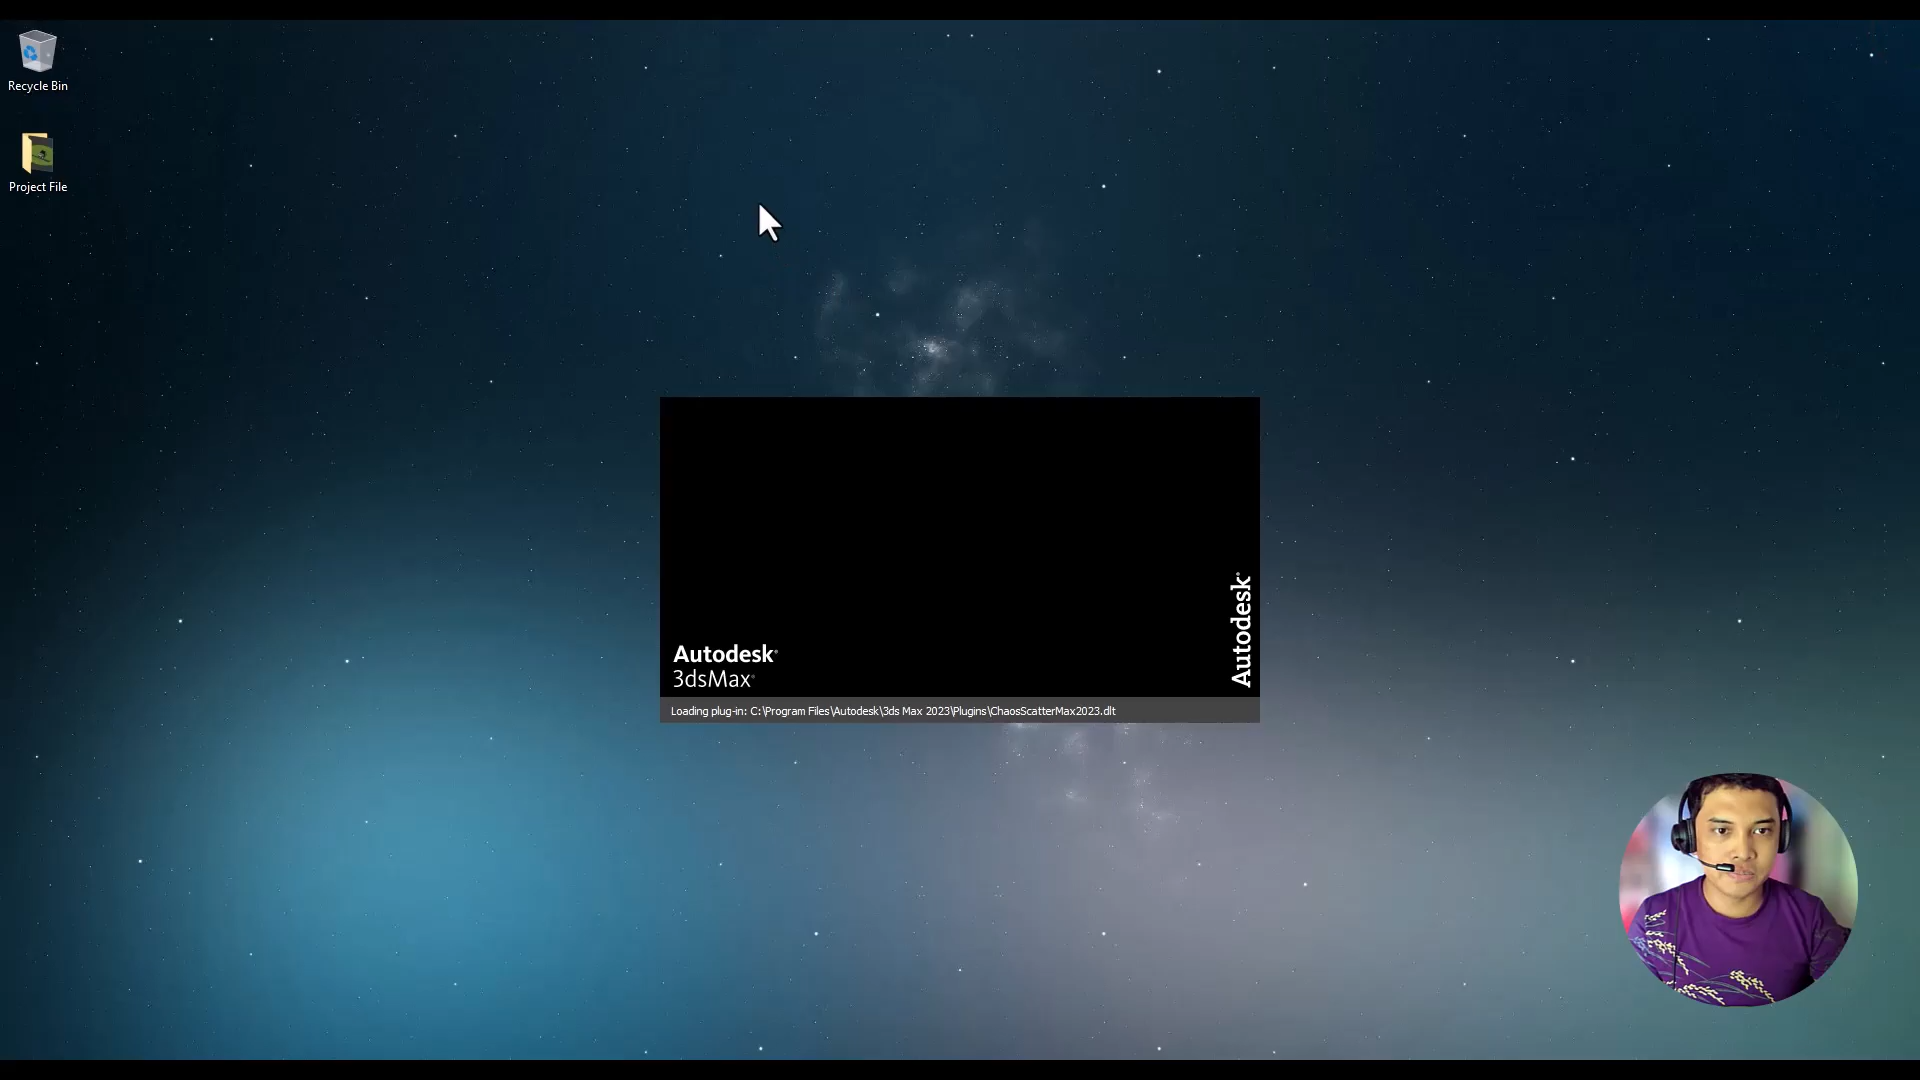 Recycle Bin
Project File
Autodesk®
3dsMax®
Autodesk®
Loading plug-in: C:\Program Files\Autodesk\3ds Max 2023\Plugins\ChaosScatterMax2023.dlt